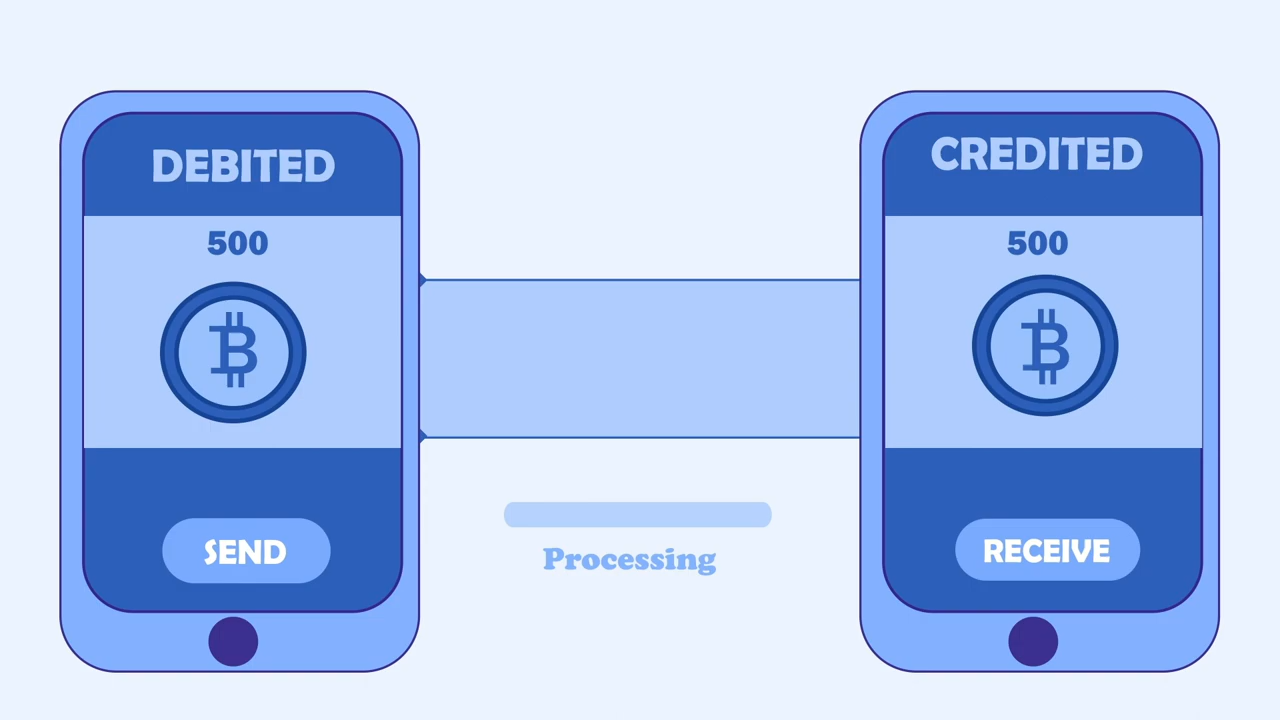 DEBITED
500
SEND
Processing
CREDITED
500
RECEIVE